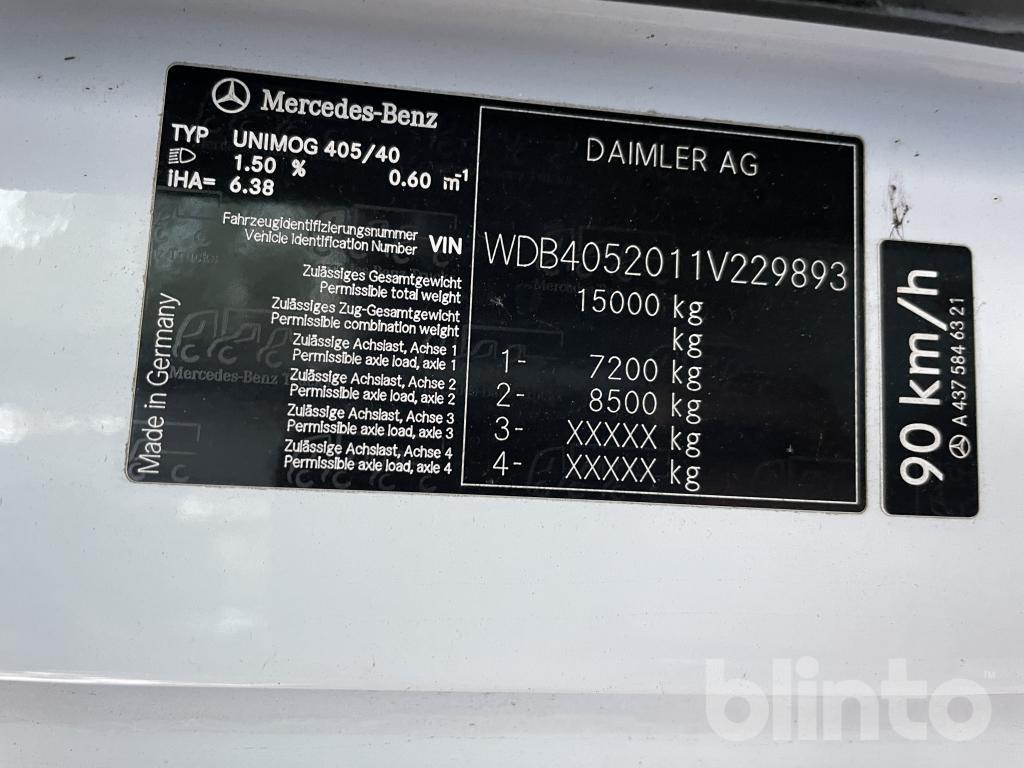 Mercedes-Benz
TYP UNIMOG 405/40
1.50 % 0.60 m⁻¹
iHA= 6.38
DAIMLER AG
Fahrzeugidentifizierungsnummer
Vehicle Identification Number VIN WDB4052011V229893
Zulässiges Gesamtgewicht
Permissible total weight 15000 kg
Zulässiges Zug-Gesamtgewicht
Permissible combination weight kg
Zulässige Achslast, Achse 1
Permissible axle load, axle 1 1- 7200 kg
Zulässige Achslast, Achse 2
Permissible axle load, axle 2 2- 8500 kg
Zulässige Achslast, Achse 3
Permissible axle load, axle 3 3- XXXXX kg
Zulässige Achslast, Achse 4
Permissible axle load, axle 4 4- XXXXX kg
Made in Germany
90 km/h
A 437 584 63 21
blinto™